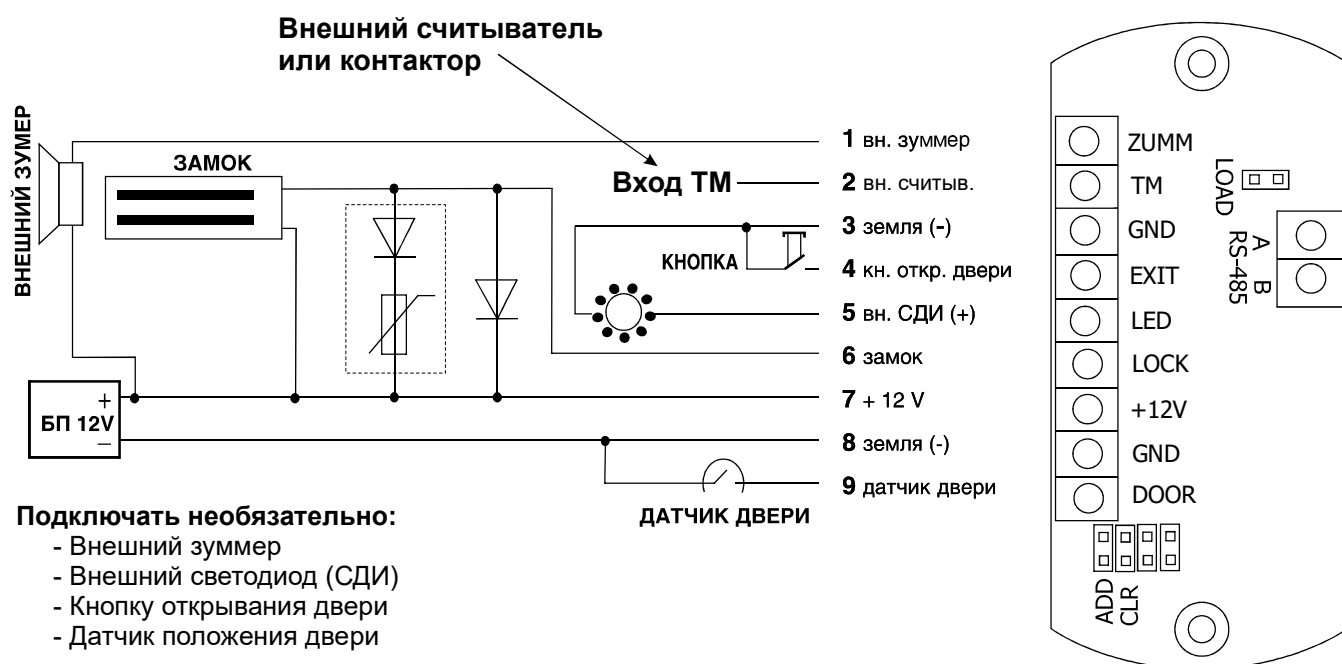 Внешний считыватель
или контактор
ВНЕШНИЙ ЗУМЕР
ЗАМОК
Вход ТМ
КНОПКА
БП 12V
+
–
ДАТЧИК ДВЕРИ
1 вн. зуммер
2 вн. считыв.
3 земля (-)
4 кн. откр. двери
5 вн. СДИ (+)
6 замок
7 + 12 V
8 земля (-)
9 датчик двери
Подключать необязательно:
- Внешний зуммер
- Внешний светодиод (СДИ)
- Кнопку открывания двери
- Датчик положения двери
ZUMM
TM
GND
EXIT
LED
LOCK
+12V
GND
DOOR
LOAD
A B
RS-485
ADD
CLR